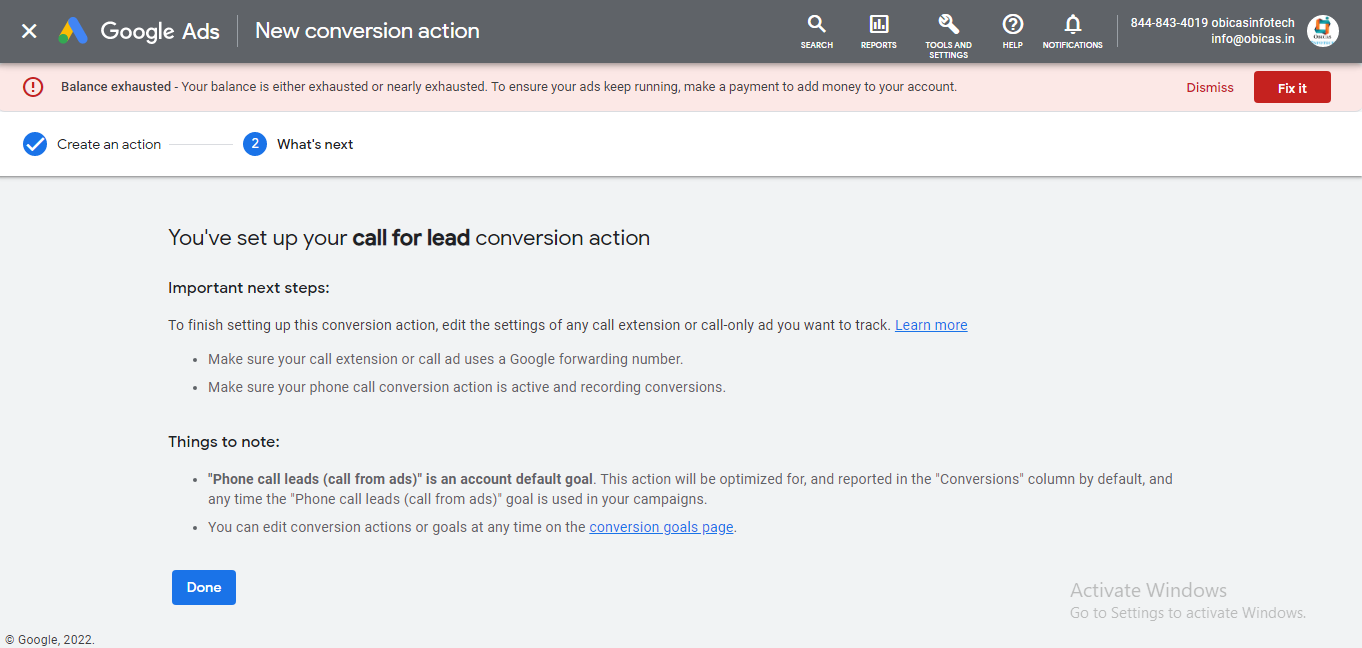 Google Ads
New conversion action
SEARCH
REPORTS
TOOLS AND
SETTINGS
HELP
NOTIFICATIONS
844-843-4019 obicasinfotech
info@obicas.in
Balance exhausted - Your balance is either exhausted or nearly exhausted. To ensure your ads keep running, make a payment to add money to your account.
Dismiss
Fix it
Create an action
2
What's next
You've set up your call for lead conversion action
Important next steps:
To finish setting up this conversion action, edit the settings of any call extension or call-only ad you want to track. Learn more
• Make sure your call extension or call ad uses a Google forwarding number.
• Make sure your phone call conversion action is active and recording conversions.
Things to note:
• "Phone call leads (call from ads)" is an account default goal. This action will be optimized for, and reported in the "Conversions" column by default, and
any time the "Phone call leads (call from ads)" goal is used in your campaigns.
• You can edit conversion actions or goals at any time on the conversion goals page.
Done
Activate Windows
Go to Settings to activate Windows.
© Google, 2022.